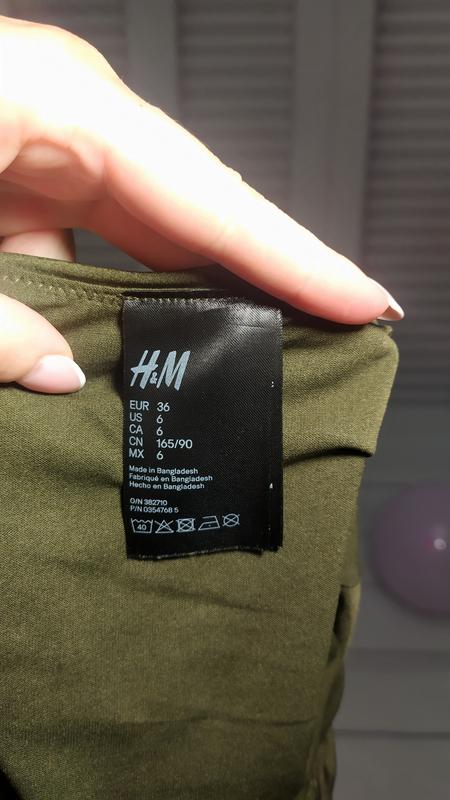 H&M
EUR 36
US 6
CA 6
CN 165/90
MX 6
Made in Bangladesh
Fabriqué en Bangladesh
Hecho en Bangladesh
O/N 382710
P/N 0354768 5
40